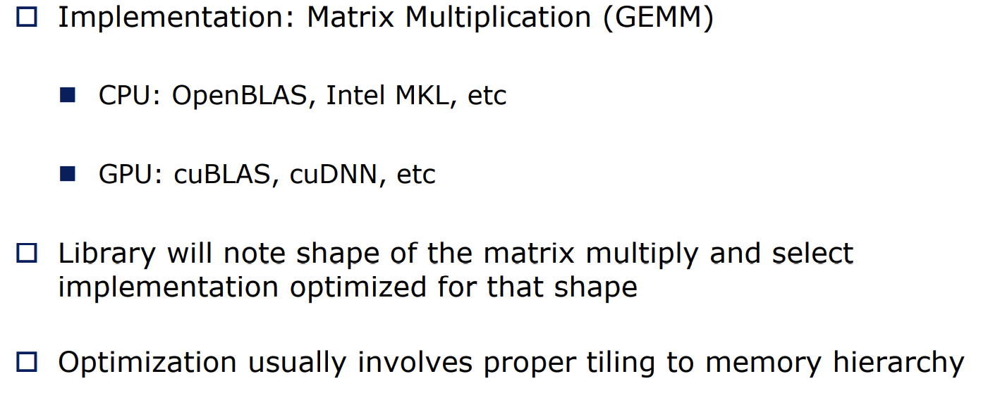 Implementation: Matrix Multiplication (GEMM)
CPU: OpenBLAS, Intel MKL, etc
GPU: cuBLAS, cuDNN, etc
Library will note shape of the matrix multiply and select
implementation optimized for that shape
Optimization usually involves proper tiling to memory hierarchy